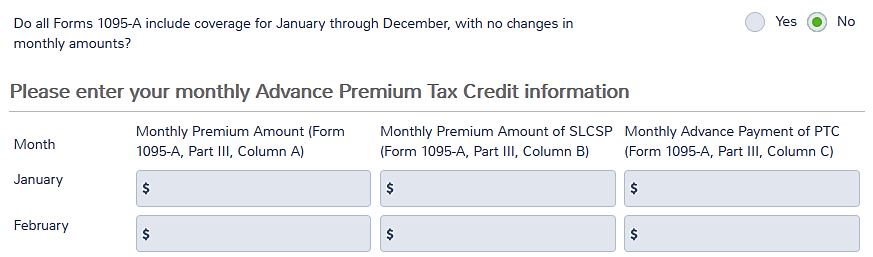 Do all Forms 1095-A include coverage for January through December, with no changes in
monthly amounts?
Yes
No
Please enter your monthly Advance Premium Tax Credit information
Month
Monthly Premium Amount (Form
1095-A, Part III, Column A)
Monthly Premium Amount of SLCSP
(Form 1095-A, Part III, Column B)
Monthly Advance Payment of PTC
(Form 1095-A, Part III, Column C)
January
$
$
$
February
$
$
$